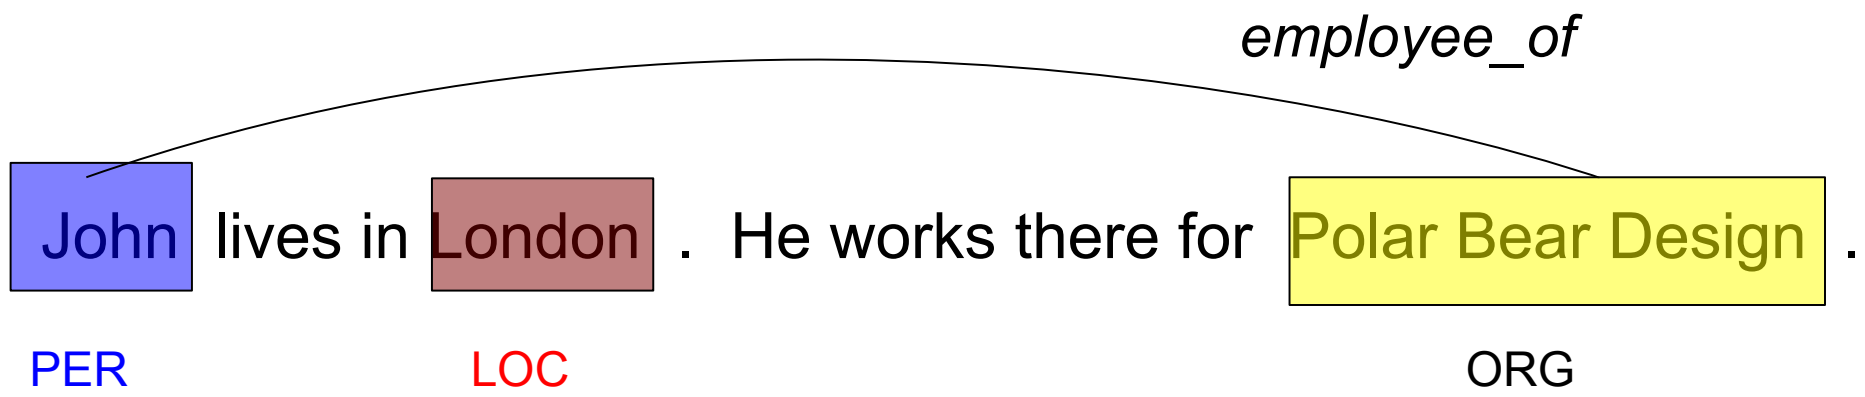 employee_of
John lives in London . He works there for Polar Bear Design .
PER LOC ORG